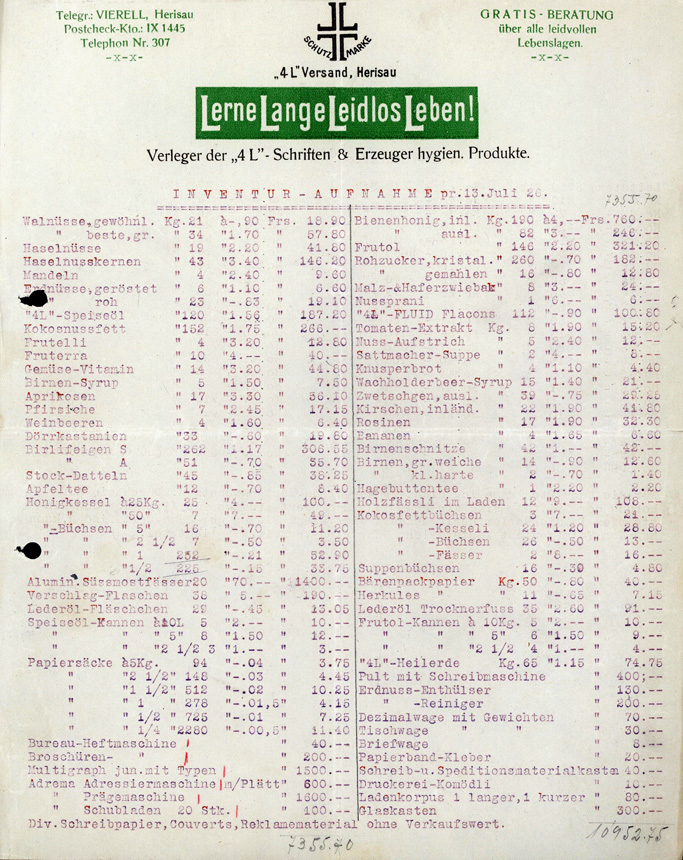 Telegr.: VIERELL, Herisau
Postcheck-Kto.: IX 1445
Telephon Nr. 307
-x-x-
SCHUTZ MARKE
„4L" Versand, Herisau
GRATIS - BERATUNG
über alle leidvollen
Lebenslagen.
-x-x-
Lerne Lange Leidlos Leben!
Verleger der „4 L"- Schriften & Erzeuger hygien. Produkte.
INVENTUR-AUFNAHME pr.13.Juli 26.
7355.70
Walnüsse,gewöhnl. Kg.21 à-,90 Frs. 18.90
" beste,gr. " 34 "1.70 " 57.80
Haselnüsse " 19 "2.20 " 41.80
Haselnusskernen " 43 "3.40 " 146.20
Mandeln " 4 "2.40 " 9.60
Erdnüsse,geröstet " 6 "1.10 " 6.60
" roh " 23 "-.83 " 19.10
"4L"-Speiseöl "120 "1.56 " 187.20
Kokosnussfett "152 "1.75 " 266.--
Frutelli " 4 "3.20 " 12.80
Fruterra " 10 "4.-- " 40.--
Gemüse-Vitamin " 14 "3.20 " 44.80
Birnen-Syrup " 5 "1.50 " 7.50
Aprikosen " 17 "3.30 " 56.10
Pfirsiche " 7 "2.45 " 17.15
Weinbeeren " 4 "1.60 " 6.40
Dörrkastanien "33 "-.60 " 19.80
Birlifeigen S "262 "1.17 " 306.55
" A "51 "-.70 " 35.70
Stock-Datteln "45 "-.85 " 38.25
Apfeltee "12 "-.70 " 8.40
Honigkessel à25Kg. 25 "4.-- " 100.--
" "50" 7 "7.-- " 49.--
"-Büchsen " 5" 16 "-.70 " 11.20
" " " 2 1/2 7 "-.50 " 3.50
" " " 1 252 "-.21 " 52.90
" " "1/2 225 "-.15 " 33.75
Alumin.Süssmostfässer20 "70.-- "1400.--
Verschlag-Flaschen 38 " 5.-- "190.--
Lederöl-Fläschchen 29 "-.45 " 13.05
Speiseöl-Kannen à10L 5 "2.-- " 10.--
" " " 5" 8 "1.50 " 12.--
" " "2 1/2 3 "1.-- " 3.--
Papiersäcke à5Kg. 94 "-.04 " 3.75
" "2 1/2" 148 "-.03 " 4.45
" "1 1/2" 512 "-.02 " 10.25
" " 1 " 278 "-.01,5" 4.15
" " 1/2 " 725 "-.01 " 7.25
" " 1/4 "2280 "-.00,5" 11.40
Bureau-Heftmaschine " 40.--
Broschüren- " " 200.--
Multigraph jun.mit Typen "1500.--
Adrema Adressiermaschine m/Plätt" 600.--
" Prägemaschine "1600.--
" Schubladen 20 Stk. " 100.--
Bienenhonig,inl. Kg.190 à4,--Frs.760.--
" ausl. " 82 "3.-- " 246.--
Frutol " 146 "2.20 " 321.20
Rohzucker,kristal." 260 "-.70 " 182.--
" gemahlen " 16 "-.80 " 12.80
Malz-&Haferzwiebak" 8 "3.-- " 24.--
Nussprani " 1 "6.-- " 6.--
"4L"-FLUID Flacons 112 "-.90 " 100.80
Tomaten-Extrakt Kg. 8 "1.90 " 15.20
Nuss-Aufstrich " 5 "2.40 " 12.--
Sattmacher-Suppe " 2 "4.-- " 8.--
Knusperbrot " 4 "1.10 " 4.40
Wachholderbeer-Syrup 15 "1.40 " 21.--
Zwetschgen,ausl. " 39 "-.75 " 29.25
Kirschen,inländ. " 22 "1.90 " 41.80
Rosinen " 17 "1.90 " 32.30
Bananen " 4 "1.65 " 6.60
Birnenschnitze " 42 "1.-- " 42.--
Birnen,gr.weiche " 14 "-.90 " 12.60
" kl.harte " 2 "-.70 " 1.40
Hagebuttentee " 1 "2.20 " 2.20
Holzfässli im Laden 12 "9.-- " 108.--
Kokosfettbüchsen 3 "7.-- " 21.--
" -Kesseli " 24 "1.20 " 28.80
" -Büchsen " 26 "-.50 " 13.--
" -Fässer " 2 "8.-- " 16.--
Suppenbüchsen " 16 "-.30 " 4.80
Bärenpackpapier Kg.50 "-.80 " 40.--
Herkules " " 11 "-.65 " 7.15
Lederöl Trocknerfuss 35 "2.60 " 91.--
Frutol-Kannen à 10Kg. 5 "2.-- " 10.--
" " " 5" 6 "1.50 " 9.--
" " " 2 1/2 4 "1.-- " 4.--
"4L"-Heilerde Kg.65 "1.15 " 74.75
Pult mit Schreibmaschine " 400;--
Erdnuss-Enthülser " 130.--
" -Reiniger " 200.--
Dezimalwage mit Gewichten " 70.--
Tischwage " " " 30.--
Briefwage " 5.--
Papierband-Kleber " 20.--
Schreib-u.Speditionsmaterialkasten 40.--
Druckerei-Komödli " 10.--
Ladenkorpus 1 langer,1 kurzer " 80.--
Glaskasten " 300.--
Div.Schreibpapier,Couverts,Reklamematerial ohne Verkaufswert.
7355.70
10952.75